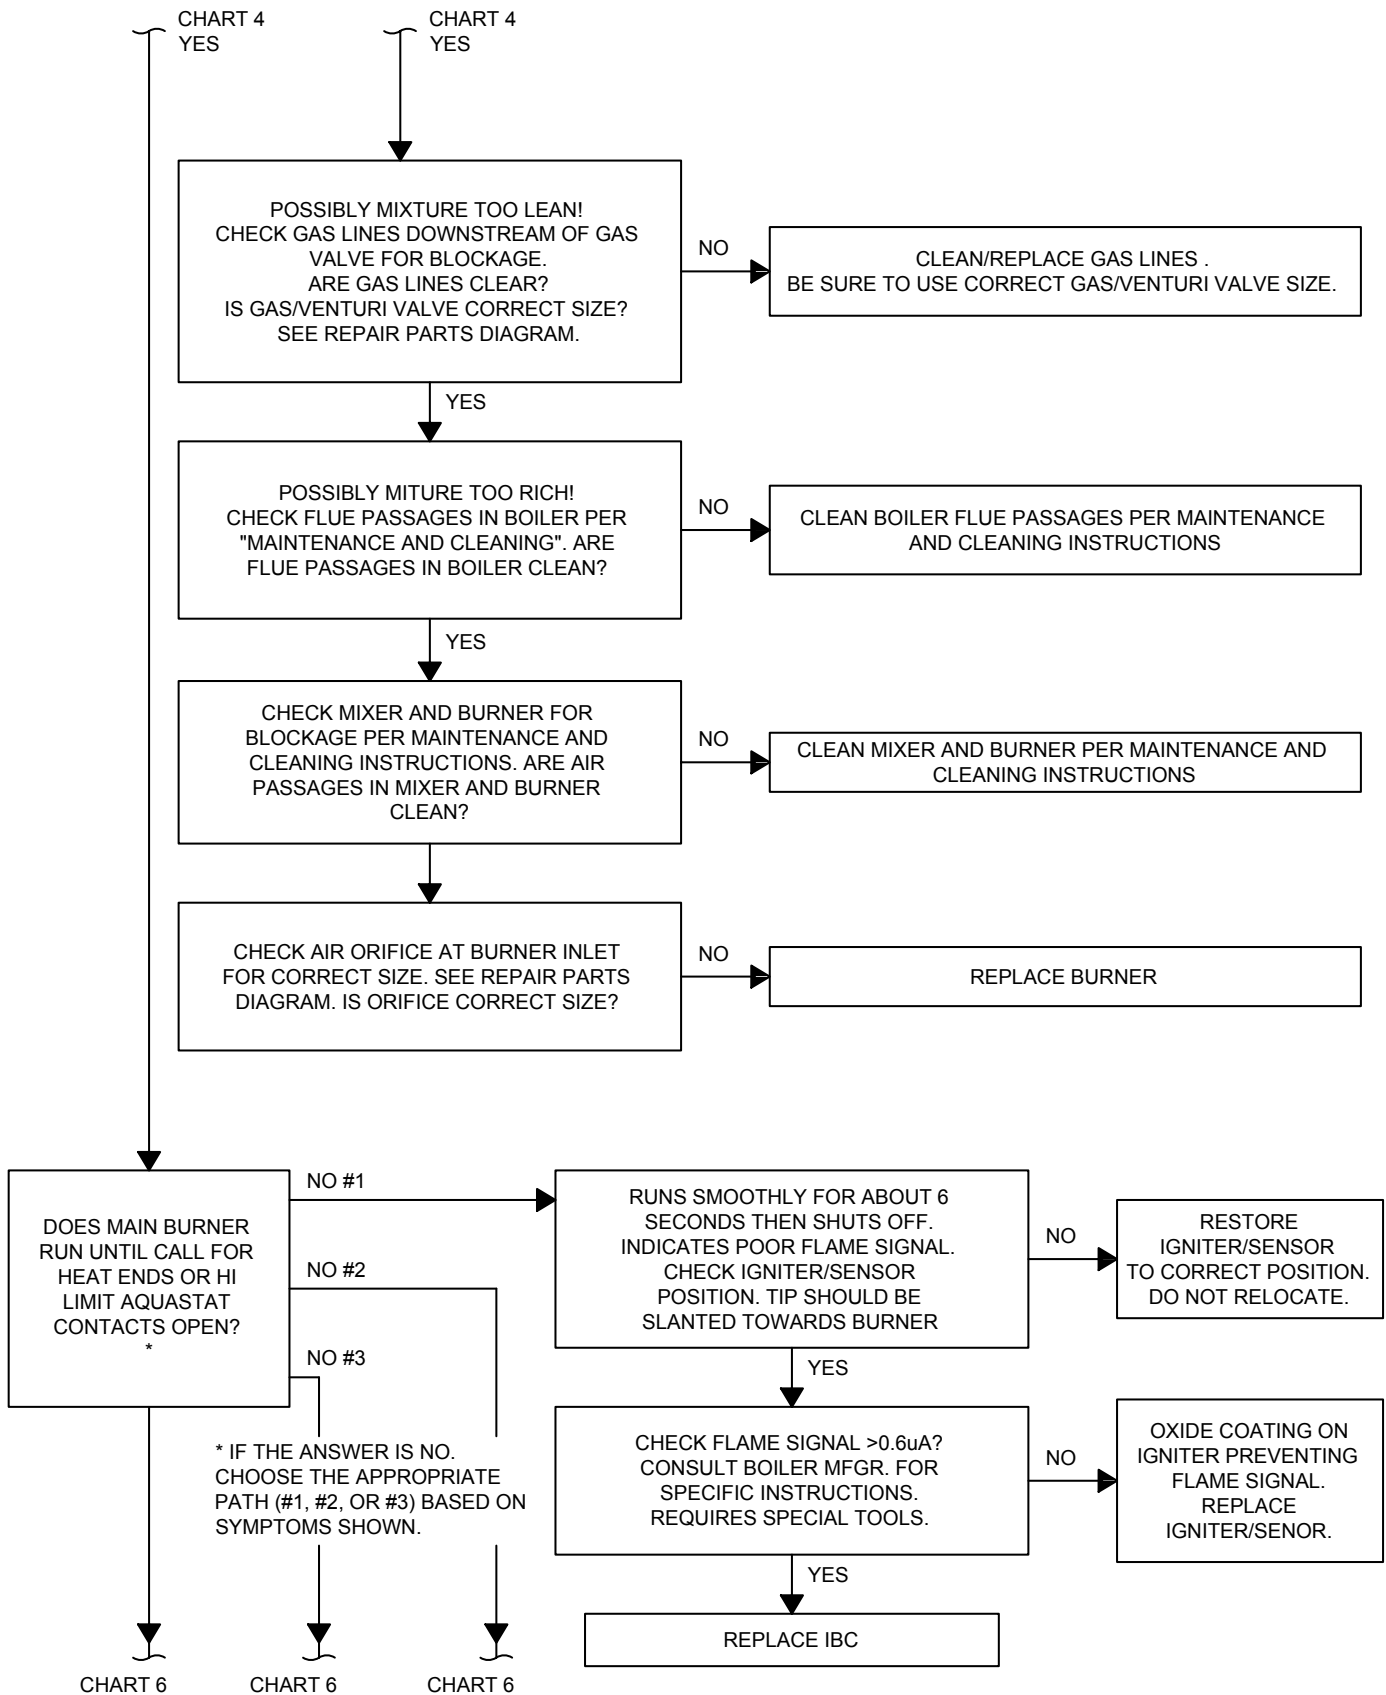 CHART 4
YES
CHART 4
YES
POSSIBLY MIXTURE TOO LEAN!
CHECK GAS LINES DOWNSTREAM OF GAS
VALVE FOR BLOCKAGE.
ARE GAS LINES CLEAR?
IS GAS/VENTURI VALVE CORRECT SIZE?
SEE REPAIR PARTS DIAGRAM.
NO
CLEAN/REPLACE GAS LINES .
BE SURE TO USE CORRECT GAS/VENTURI VALVE SIZE.
YES
POSSIBLY MITURE TOO RICH!
CHECK FLUE PASSAGES IN BOILER PER
"MAINTENANCE AND CLEANING". ARE
FLUE PASSAGES IN BOILER CLEAN?
NO
CLEAN BOILER FLUE PASSAGES PER MAINTENANCE
AND CLEANING INSTRUCTIONS
YES
CHECK MIXER AND BURNER FOR
BLOCKAGE PER MAINTENANCE AND
CLEANING INSTRUCTIONS. ARE AIR
PASSAGES IN MIXER AND BURNER
CLEAN?
NO
CLEAN MIXER AND BURNER PER MAINTENANCE AND
CLEANING INSTRUCTIONS
CHECK AIR ORIFICE AT BURNER INLET
FOR CORRECT SIZE. SEE REPAIR PARTS
DIAGRAM. IS ORIFICE CORRECT SIZE?
NO
REPLACE BURNER
DOES MAIN BURNER
RUN UNTIL CALL FOR
HEAT ENDS OR HI
LIMIT AQUASTAT
CONTACTS OPEN?
*
NO #1
NO #2
NO #3
RUNS SMOOTHLY FOR ABOUT 6
SECONDS THEN SHUTS OFF.
INDICATES POOR FLAME SIGNAL.
CHECK IGNITER/SENSOR
POSITION. TIP SHOULD BE
SLANTED TOWARDS BURNER
NO
RESTORE
IGNITER/SENSOR
TO CORRECT POSITION.
DO NOT RELOCATE.
YES
* IF THE ANSWER IS NO.
CHOOSE THE APPROPRIATE
PATH (#1, #2, OR #3) BASED ON
SYMPTOMS SHOWN.
CHECK FLAME SIGNAL >0.6uA?
CONSULT BOILER MFGR. FOR
SPECIFIC INSTRUCTIONS.
REQUIRES SPECIAL TOOLS.
NO
OXIDE COATING ON
IGNITER PREVENTING
FLAME SIGNAL.
REPLACE
IGNITER/SENOR.
YES
REPLACE IBC
CHART 6
CHART 6
CHART 6